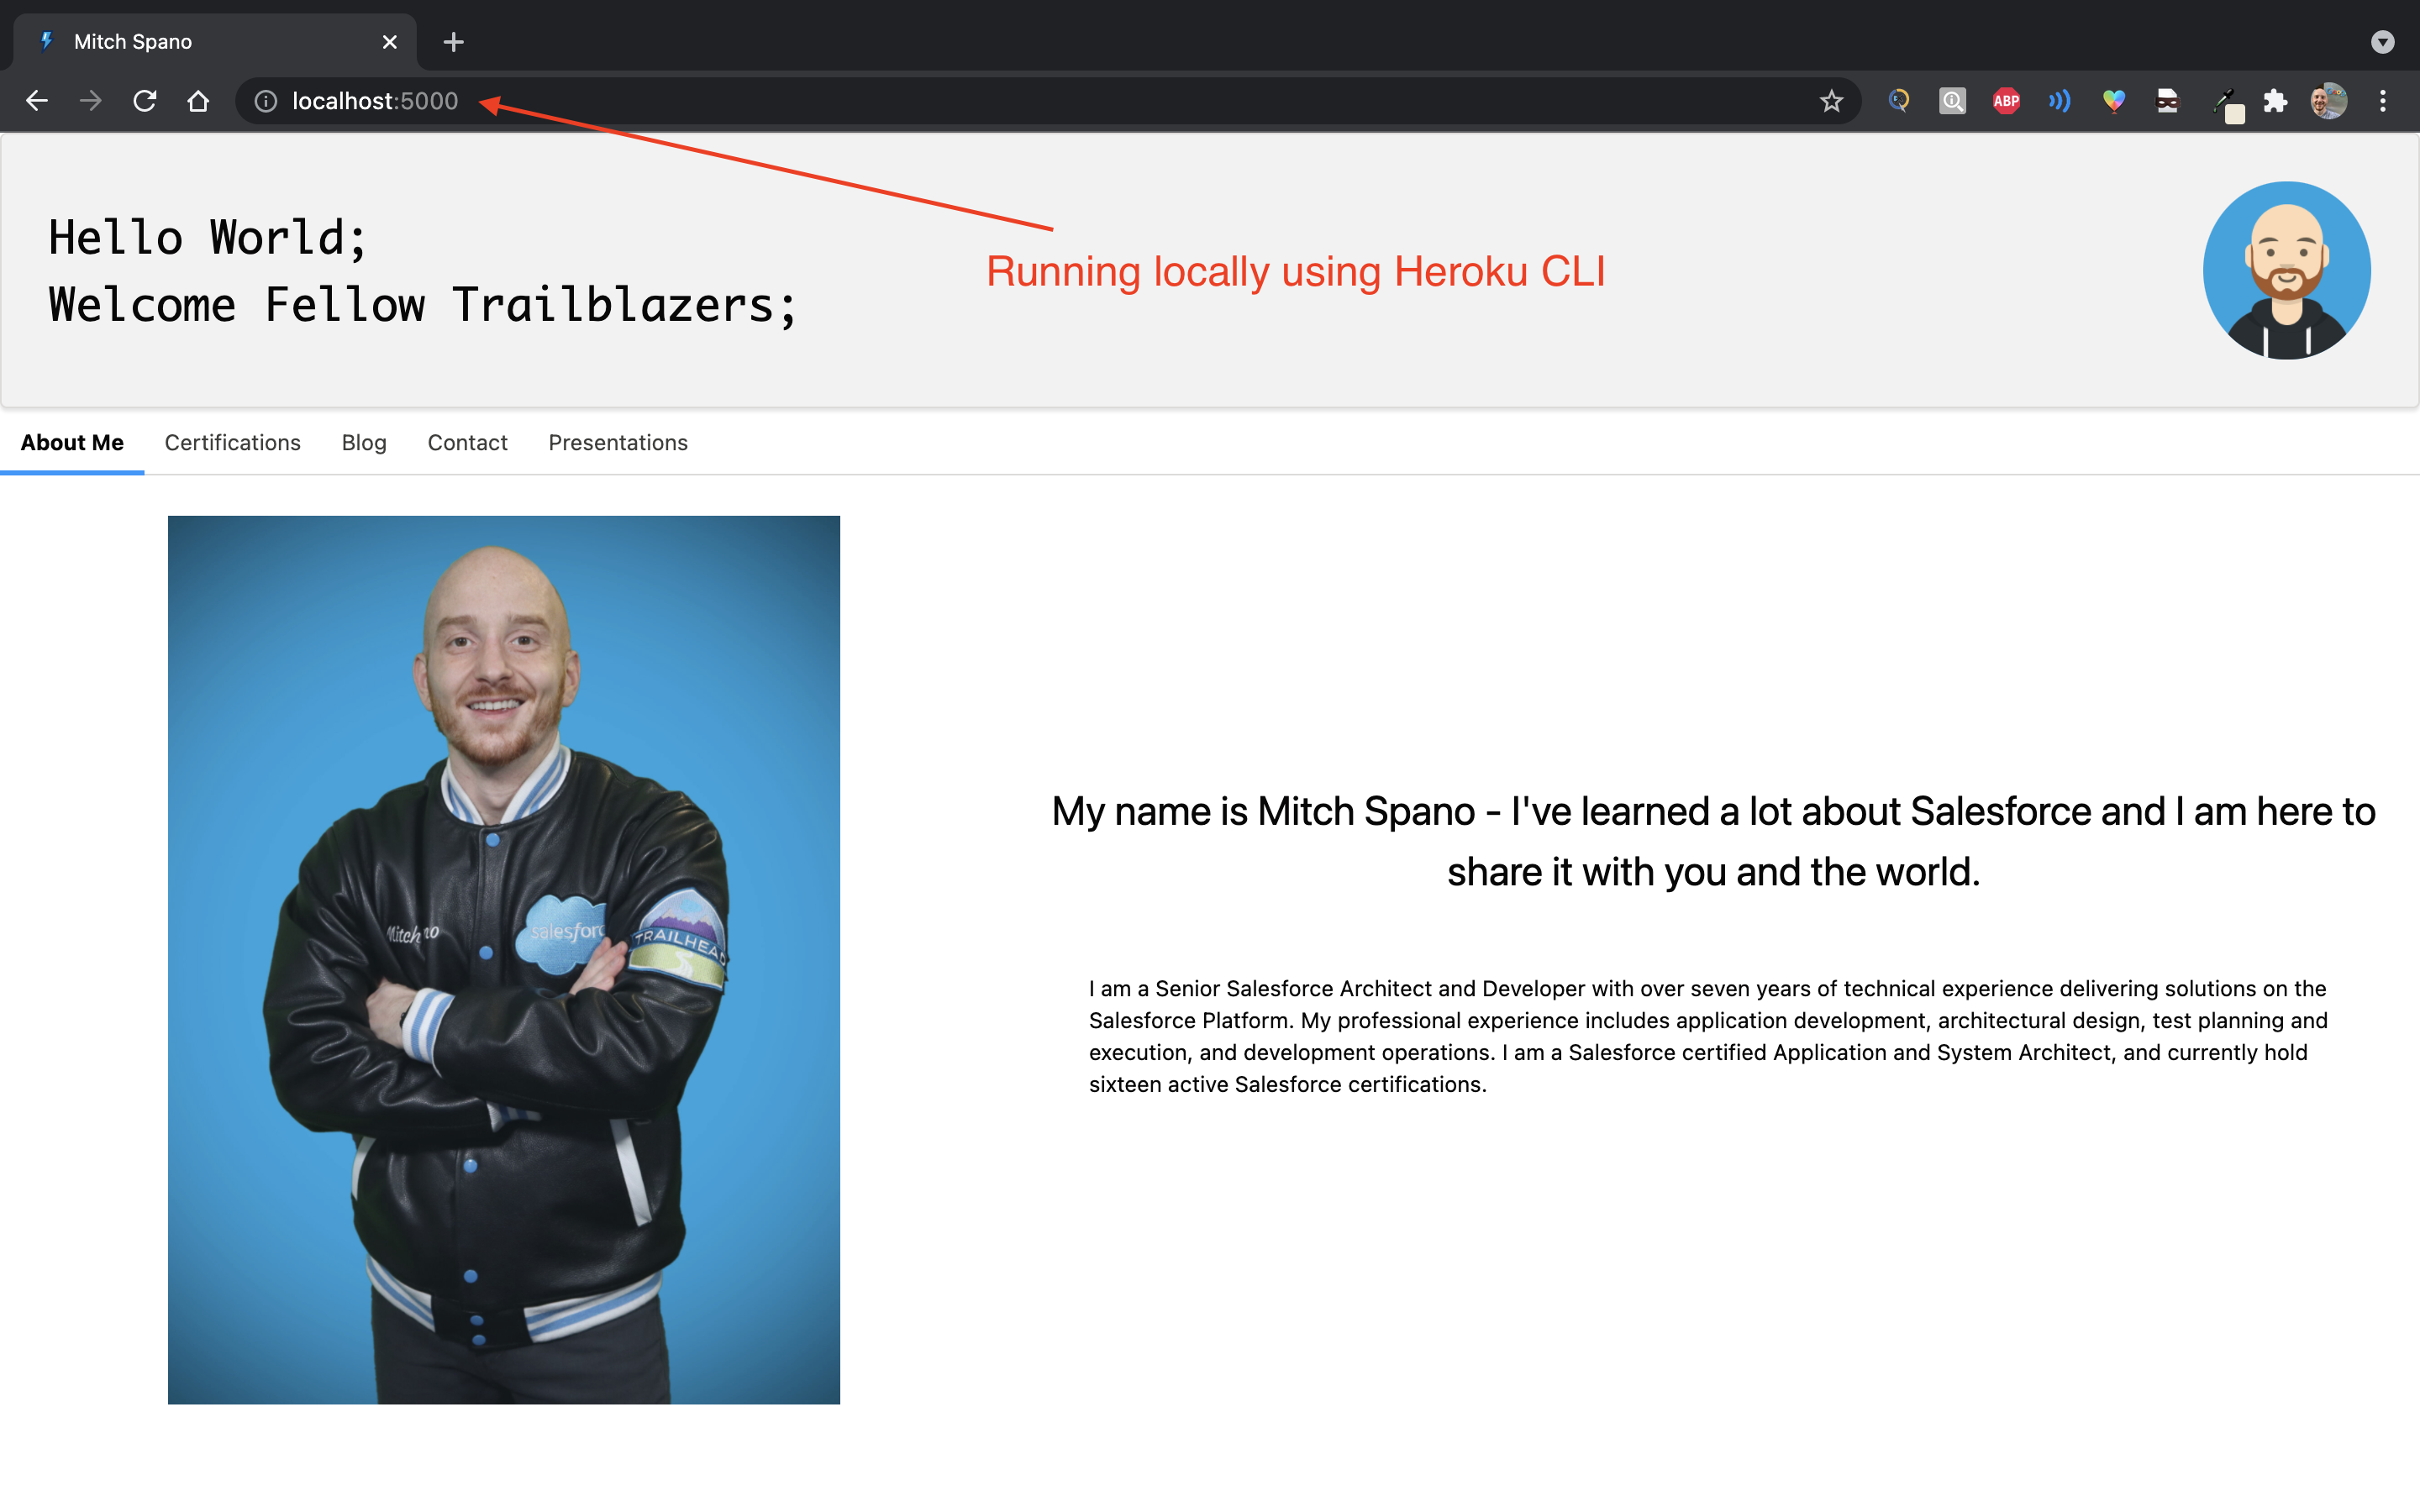 Mitch Spano
localhost:5000
ABP
Hello World;
Welcome Fellow Trailblazers;
Running locally using Heroku CLI
About Me Certifications Blog Contact Presentations
Mitch no
salesforc
TRAILHEAD
My name is Mitch Spano - I've learned a lot about Salesforce and I am here to
share it with you and the world.
I am a Senior Salesforce Architect and Developer with over seven years of technical experience delivering solutions on the
Salesforce Platform. My professional experience includes application development, architectural design, test planning and
execution, and development operations. I am a Salesforce certified Application and System Architect, and currently hold
sixteen active Salesforce certifications.